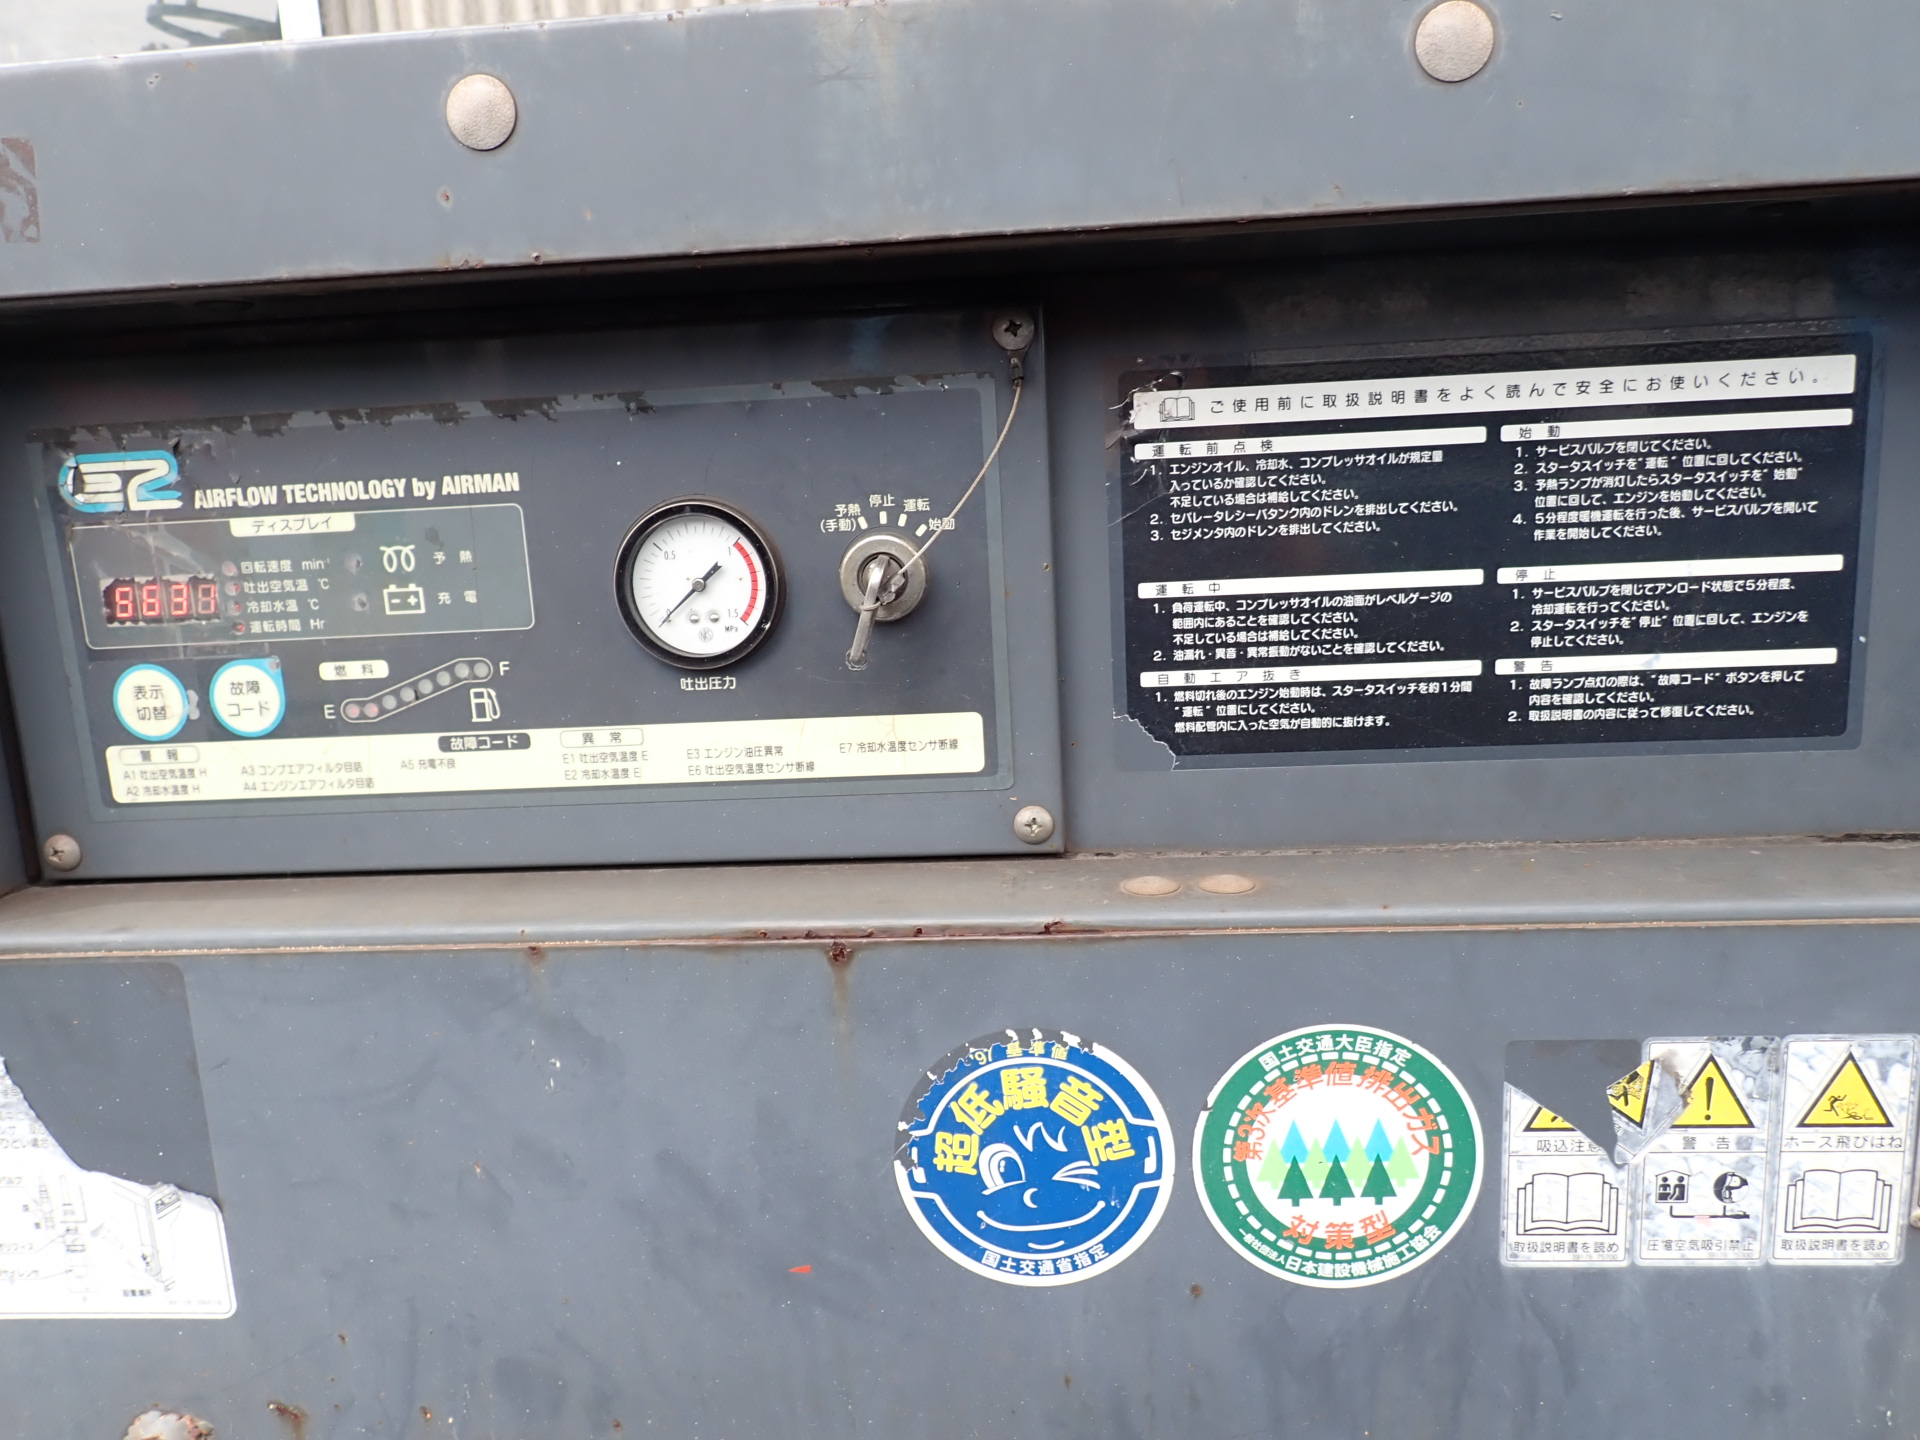 AIRFLOW TECHNOLOGY by AIRMAN
ディスプレイ
回転速度 min⁻¹
吐出空気温 ℃
冷却水温 ℃
運転時間 Hr
予熱
充電
表示
切替
故障
コード
燃料
E
F
0
0.5
1
1.5
MPa
吐出圧力
予熱
(手動)
停止
運転
始動
故障コード
警報
A1 吐出空気温度 H
A2 冷却水温度 H
A3 コンプエアフィルタ目詰
A4 エンジンエアフィルタ目詰
A5 充電不良
異常
E1 吐出空気温度 E
E2 冷却水温度 E
E3 エンジン油圧異常
E6 吐出空気温度センサ断線
E7 冷却水温度センサ断線
ご使用前に取扱説明書をよく読んで安全にお使いください。
運転前点検
1. エンジンオイル、冷却水、コンプレッサオイルが規定量
入っているか確認してください。
不足している場合は補給してください。
2. セパレータレシーバタンク内のドレンを排出してください。
3. セジメンタ内のドレンを排出してください。
運転中
1. 負荷運転中、コンプレッサオイルの油面がレベルゲージの
範囲内にあることを確認してください。
不足している場合は補給してください。
2. 油漏れ・異音・異常振動がないことを確認してください。
自動エア抜き
1. 燃料切れ後のエンジン始動時は、スタータスイッチを約1分間
"運転" 位置にしてください。
燃料配管内に入った空気が自動的に抜けます。
始動
1. サービスバルブを閉じてください。
2. スタータスイッチを"運転" 位置に回してください。
3. 予熱ランプが消灯したらスタータスイッチを"始動"
位置に回して、エンジンを始動してください。
4. 5分程度暖機運転を行った後、サービスバルブを開いて
作業を開始してください。
停止
1. サービスバルブを閉じてアンロード状態で5分程度、
冷却運転を行ってください。
2. スタータスイッチを"停止" 位置に回して、エンジンを
停止してください。
警告
1. 故障ランプ点灯の際は、"故障コード" ボタンを押して
内容を確認してください。
2. 取扱説明書の内容に従って修復してください。
'97 基準値
超低騒音型
国土交通省指定
国土交通大臣指定
第3次基準値排出ガス
対策型
一般社団法人日本建設機械施工協会
吸込注意
取扱説明書を読め
警告
圧縮空気吸引禁止
ホース飛びはね
取扱説明書を読め
設置場所